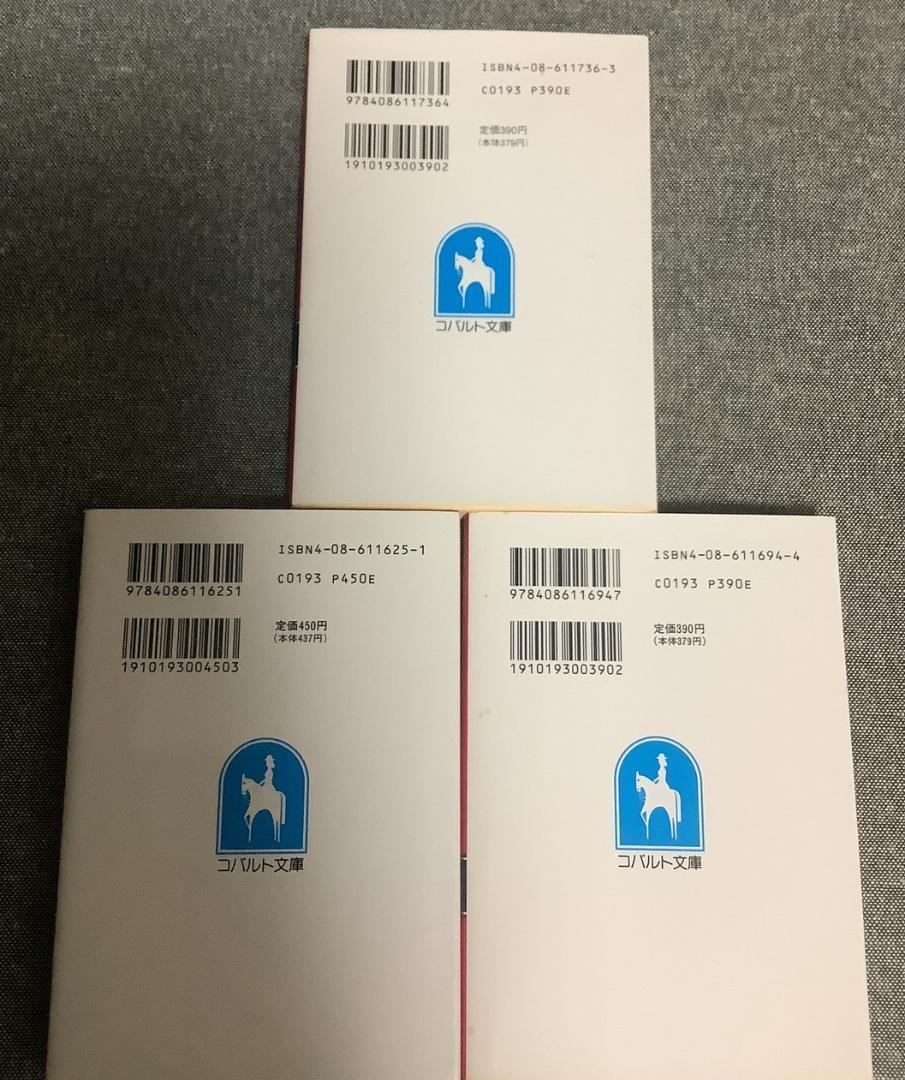 ISBN4-08-611736-3
9784086117364
C0193 P390E
1910193003902
定価390円
(本体379円)
コバルト文庫
ISBN4-08-611625-1
9784086116251
C0193 P450E
1910193004503
定価450円
(本体437円)
コバルト文庫
ISBN4-08-611694-4
9784086116947
C0193 P390E
1910193003902
定価390円
(本体379円)
コバルト文庫